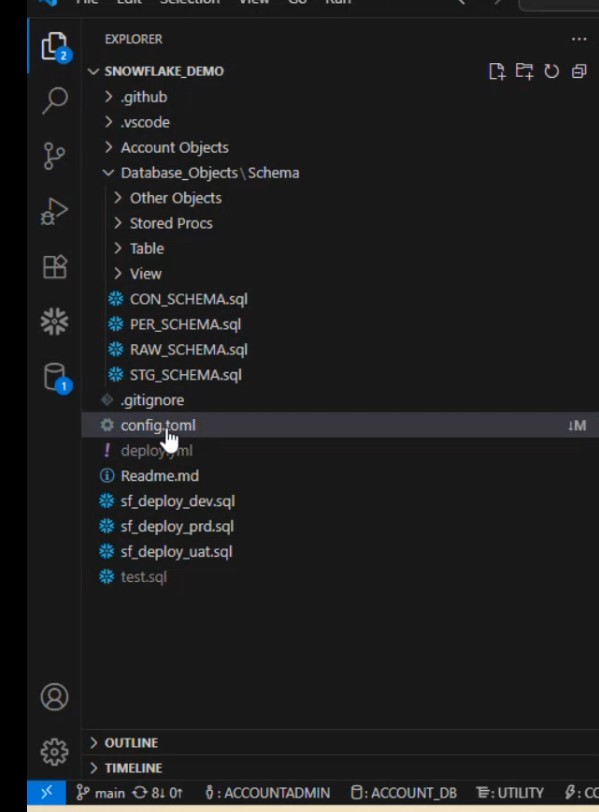 File Edit Selection View Go Run
EXPLORER
SNOWFLAKE_DEMO
.github
.vscode
Account Objects
Database_Objects\Schema
Other Objects
Stored Procs
Table
View
CON_SCHEMA.sql
PER_SCHEMA.sql
RAW_SCHEMA.sql
STG_SCHEMA.sql
.gitignore
config.toml ↓M
deploy.yml
Readme.md
sf_deploy_dev.sql
sf_deploy_prd.sql
sf_deploy_uat.sql
test.sql
2
1
OUTLINE
TIMELINE
main 8↓ 0↑ : ACCOUNTADMIN : ACCOUNT_DB : UTILITY